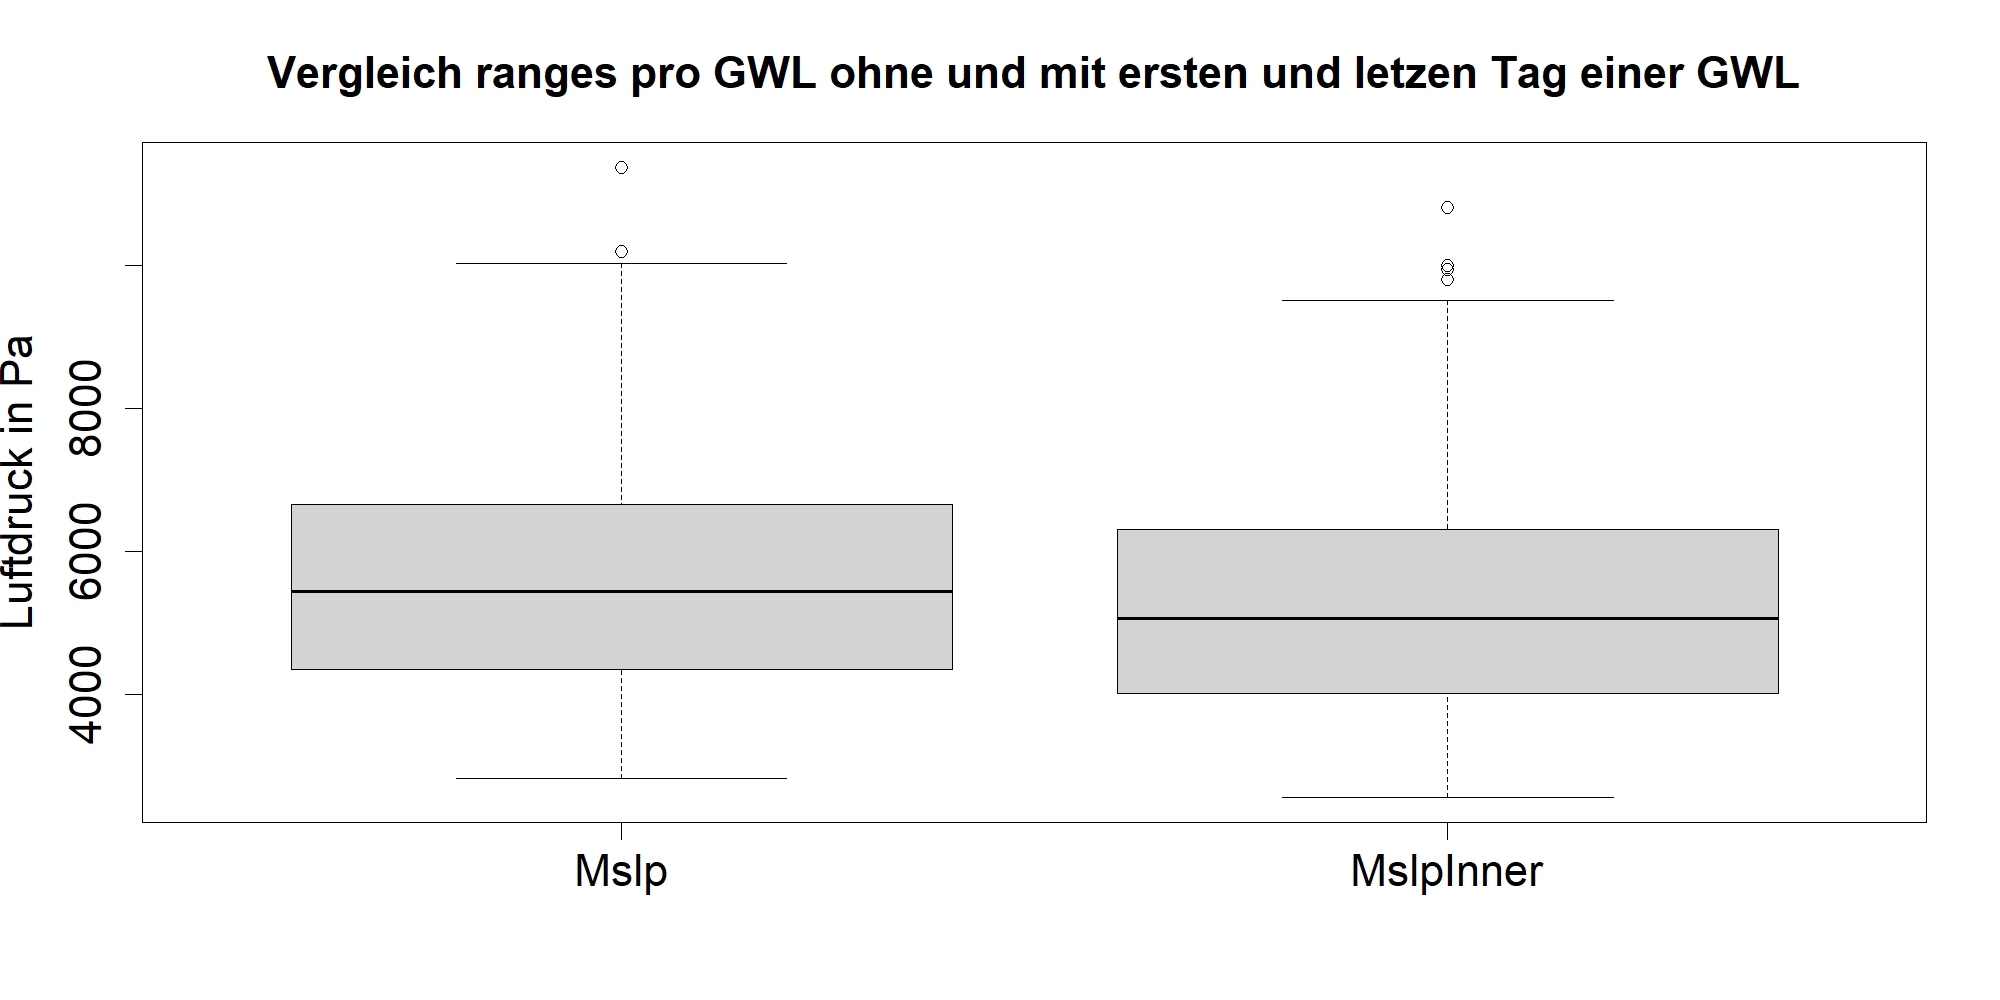 Vergleich ranges pro GWL ohne und mit ersten und letzen Tag einer GWL
Luftdruck in Pa
8000
6000
4000
Mslp
MslpInner